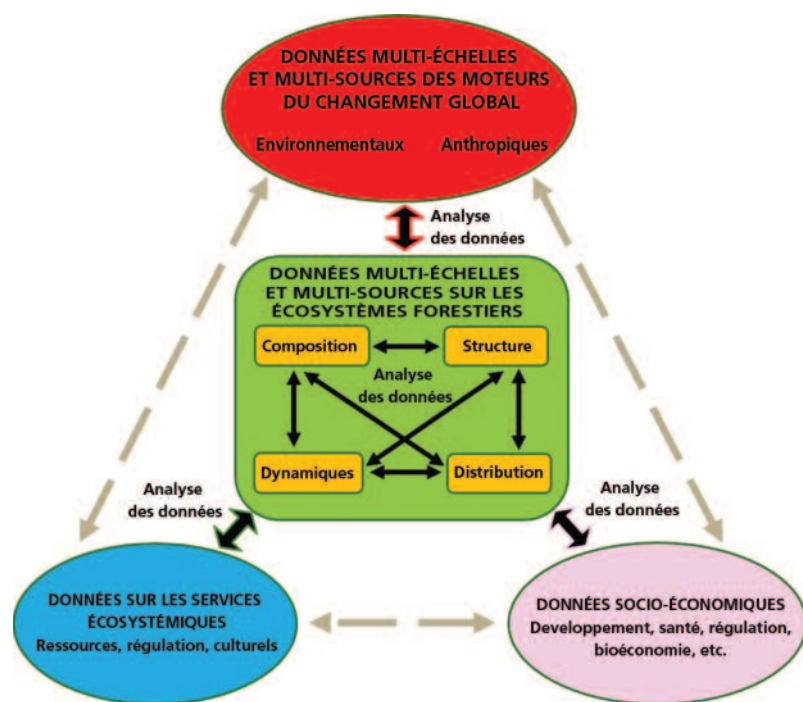 DONNÉES MULTI-ÉCHELLES
ET MULTI-SOURCES DES MOTEURS
DU CHANGEMENT GLOBAL
Environnementaux Anthropiques
Analyse
des données
DONNÉES MULTI-ÉCHELLES
ET MULTI-SOURCES SUR LES
ÉCOSYSTÈMES FORESTIERS
Composition Structure
Analyse
des données
Dynamiques Distribution
Analyse
des données
Analyse
des données
DONNÉES SUR LES SERVICES
ÉCOSYSTÉMIQUES
Ressources, régulation, culturels
DONNÉES SOCIO-ÉCONOMIQUES
Developpement, santé, régulation,
bioéconomie, etc.